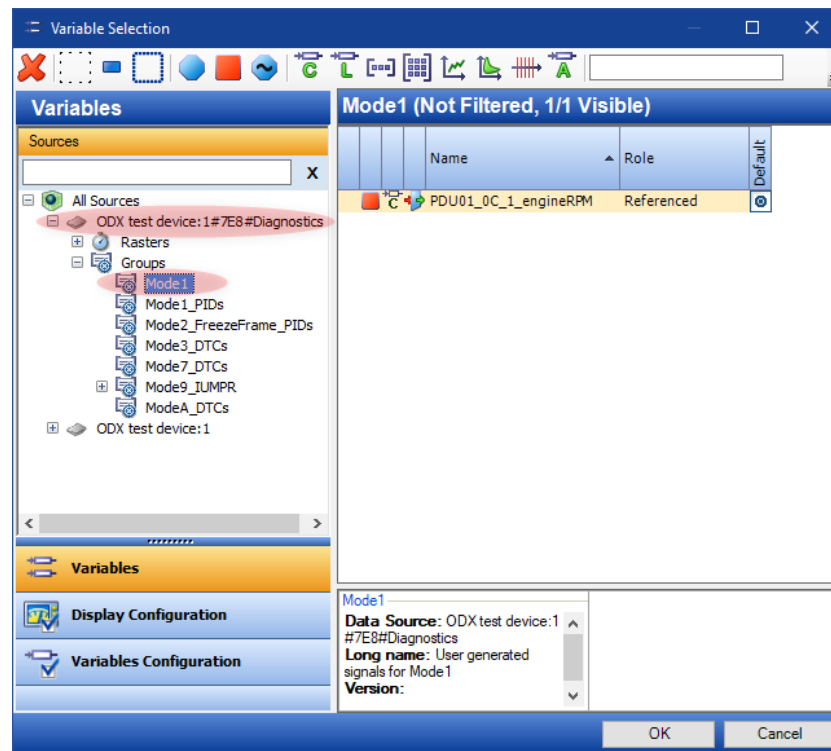 Variable Selection
Variables
Mode1 (Not Filtered, 1/1 Visible)
Sources
X
Name
Role
Default
All Sources
ODX test device:1#7E8#Diagnostics
Rasters
Groups
Mode1
Mode1_PIDs
Mode2_FreezeFrame_PIDs
Mode3_DTCs
Mode7_DTCs
Mode9_IUMPR
ModeA_DTCs
ODX test device:1
PDU01_0C_1_engineRPM Referenced
Variables
Display Configuration
Variables Configuration
Mode1
Data Source: ODX test device:1
#7E8#Diagnostics
Long name: User generated
signals for Mode1
Version:
OK
Cancel